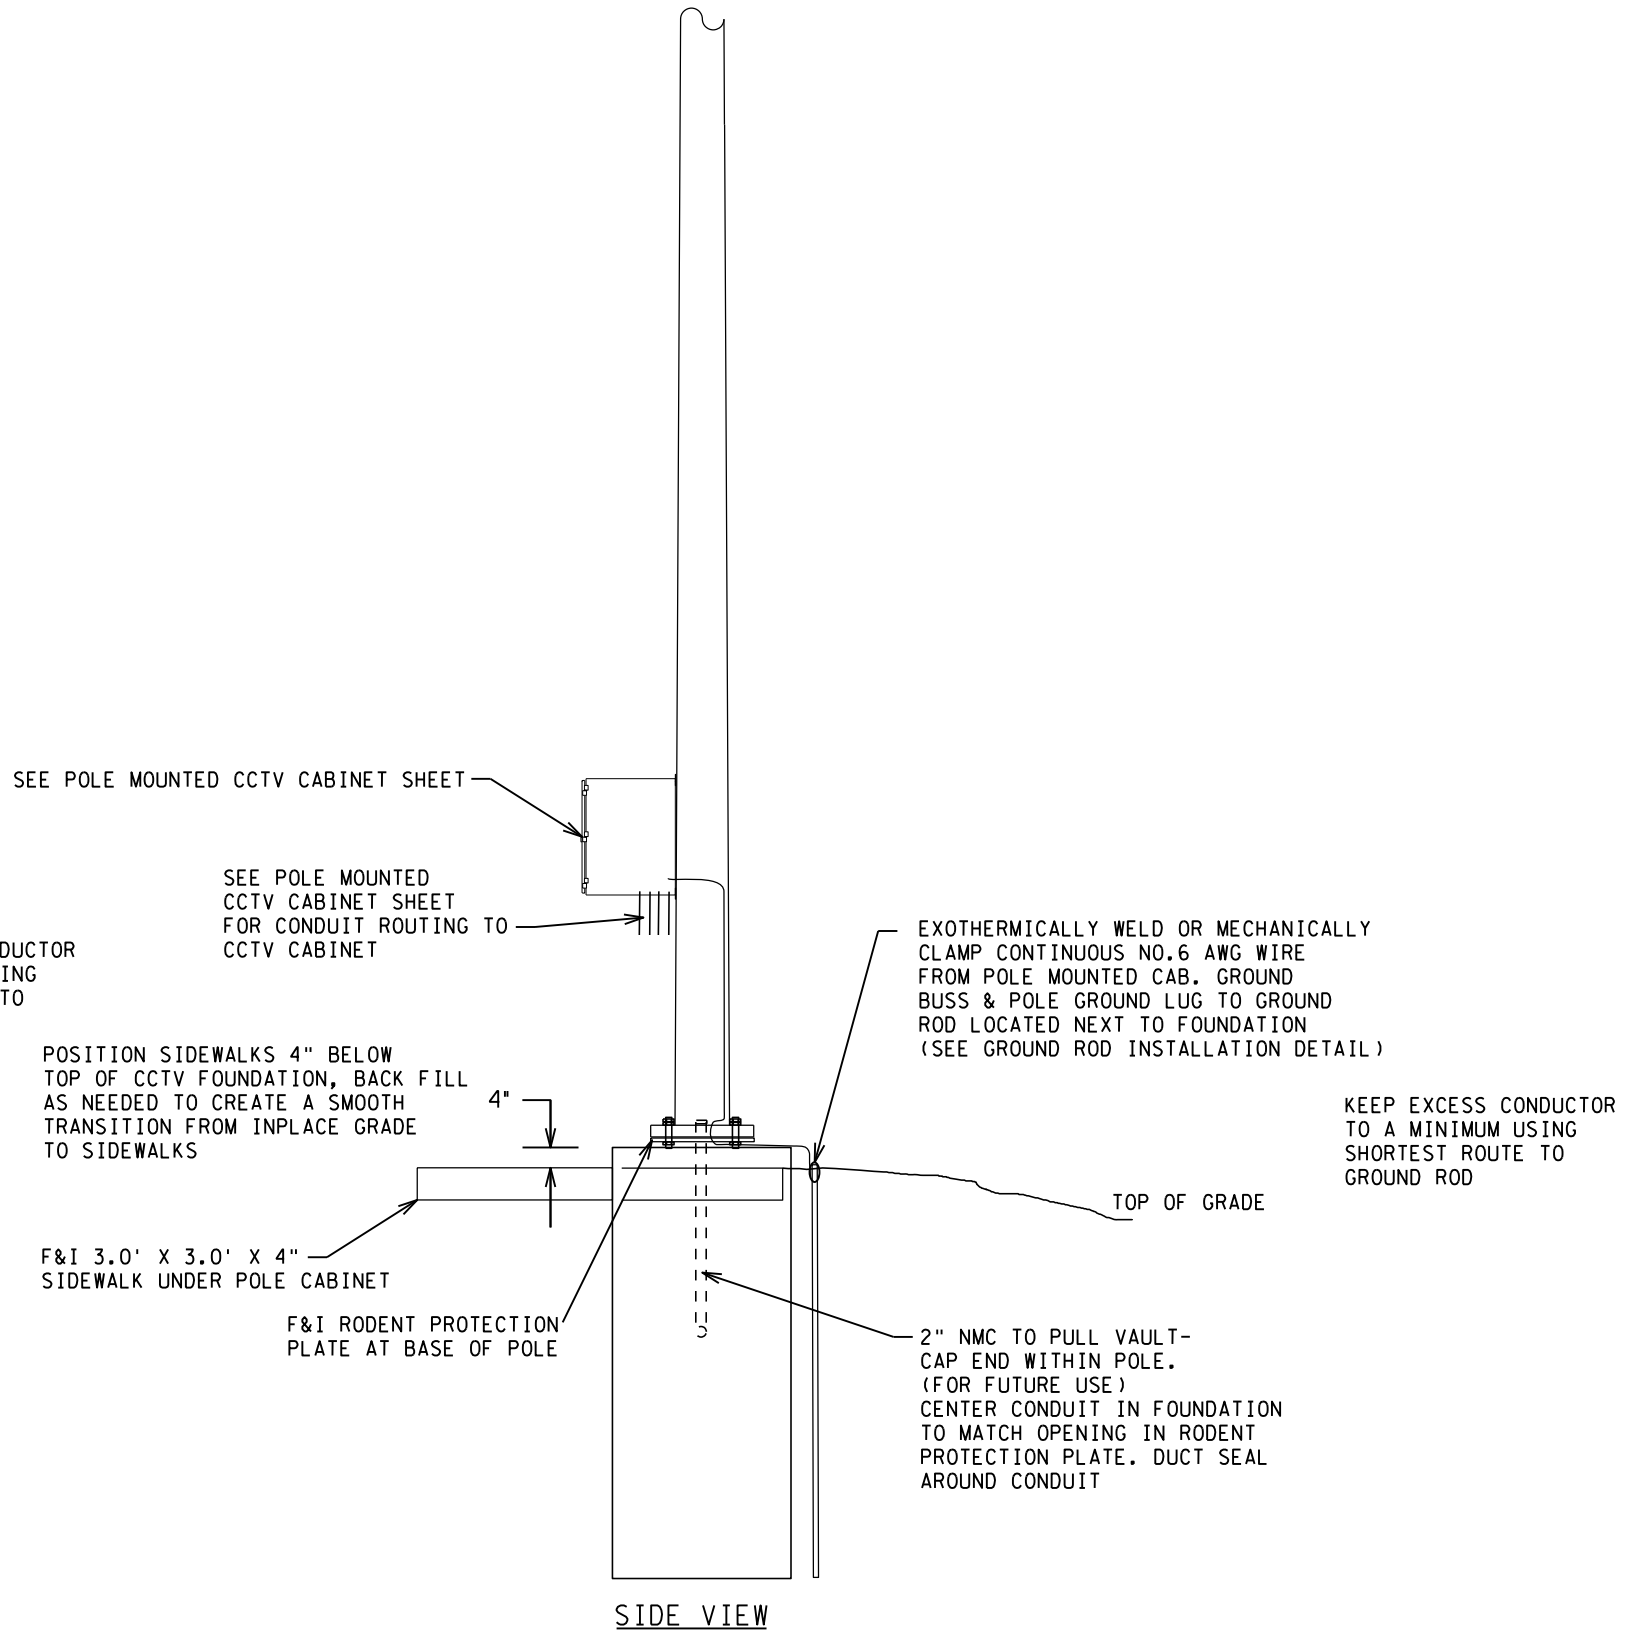 SEE POLE MOUNTED CCTV CABINET SHEET
SEE POLE MOUNTED
CCTV CABINET SHEET
FOR CONDUIT ROUTING TO
CCTV CABINET
DUCTOR
ING
TO
EXOTHERMICALLY WELD OR MECHANICALLY
CLAMP CONTINUOUS NO.6 AWG WIRE
FROM POLE MOUNTED CAB. GROUND
BUSS & POLE GROUND LUG TO GROUND
ROD LOCATED NEXT TO FOUNDATION
(SEE GROUND ROD INSTALLATION DETAIL)
POSITION SIDEWALKS 4" BELOW
TOP OF CCTV FOUNDATION, BACK FILL
AS NEEDED TO CREATE A SMOOTH
TRANSITION FROM INPLACE GRADE
TO SIDEWALKS
4"
KEEP EXCESS CONDUCTOR
TO A MINIMUM USING
SHORTEST ROUTE TO
GROUND ROD
TOP OF GRADE
F&I 3.0' X 3.0' X 4"
SIDEWALK UNDER POLE CABINET
F&I RODENT PROTECTION
PLATE AT BASE OF POLE
2" NMC TO PULL VAULT-
CAP END WITHIN POLE.
(FOR FUTURE USE)
CENTER CONDUIT IN FOUNDATION
TO MATCH OPENING IN RODENT
PROTECTION PLATE. DUCT SEAL
AROUND CONDUIT
SIDE VIEW